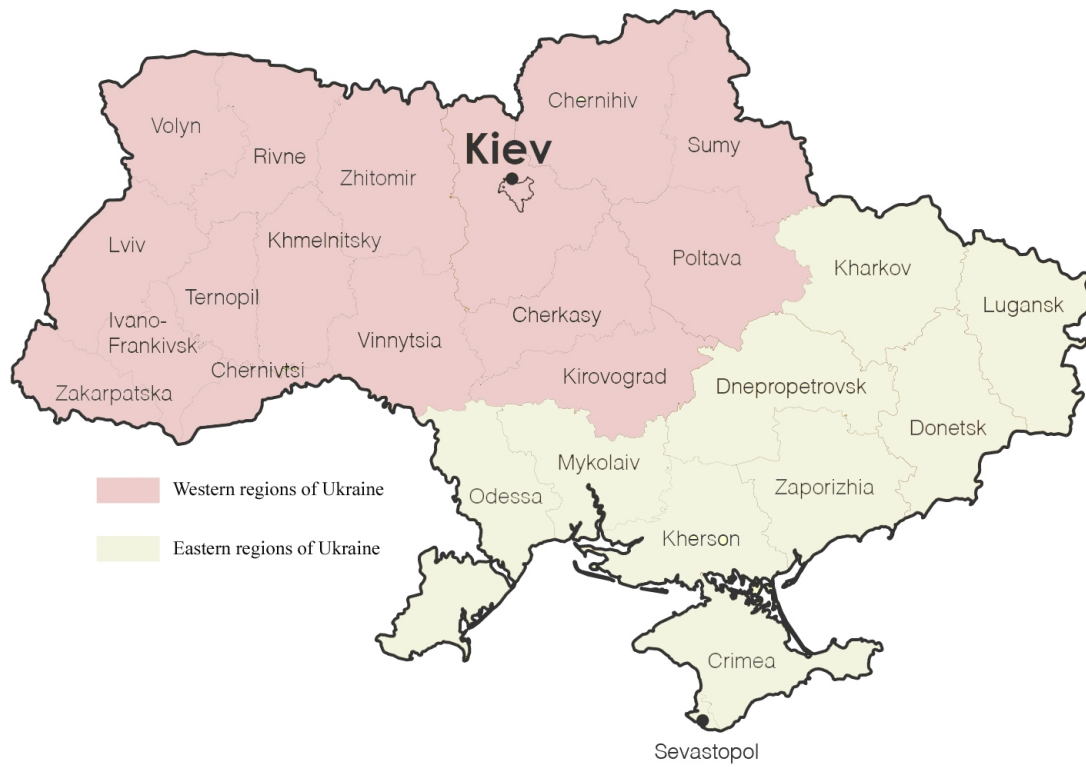 Chernihiv
Volyn
Sumy
Rivne
Kiev
Zhitomir
Lviv
Khmelnitsky
Poltava
Kharkov
Lugansk
Ternopil
Ivano-
Frankivsk
Cherkasy
Vinnytsia
Chernivtsi
Zakarpatska
Kirovograd
Dnepropetrovsk
Donetsk
Mykolaiv
Odessa
Zaporizhia
Kherson
Western regions of Ukraine
Eastern regions of Ukraine
Crimea
Sevastopol